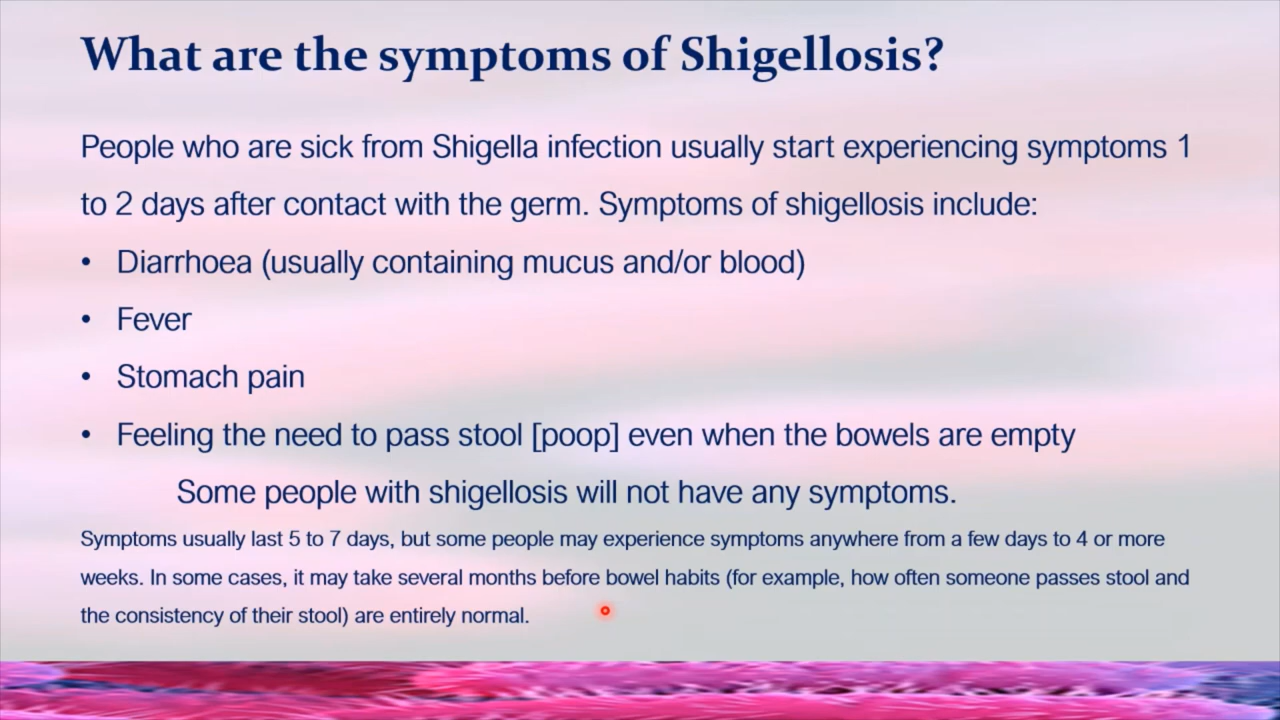 What are the symptoms of Shigellosis?
People who are sick from Shigella infection usually start experiencing symptoms 1
to 2 days after contact with the germ. Symptoms of shigellosis include:
• Diarrhoea (usually containing mucus and/or blood)
• Fever
• Stomach pain
• Feeling the need to pass stool [poop] even when the bowels are empty
Some people with shigellosis will not have any symptoms.
Symptoms usually last 5 to 7 days, but some people may experience symptoms anywhere from a few days to 4 or more
weeks. In some cases, it may take several months before bowel habits (for example, how often someone passes stool and
the consistency of their stool) are entirely normal.